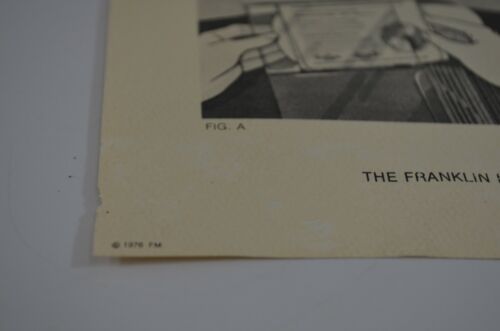 FIG. A
THE FRANKLIN
© 1976 FM